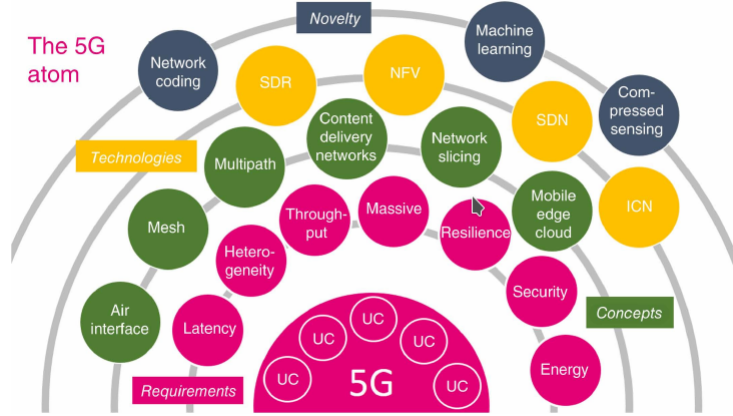 The 5G
atom
Novelty
Network
coding
Machine
learning
Com-
pressed
sensing
Technologies
SDR
NFV
SDN
ICN
Air
interface
Mesh
Multipath
Content
delivery
networks
Network
slicing
Mobile
edge
cloud
Concepts
Latency
Hetero-
geneity
Through-
put
Massive
Resilience
Security
Energy
Requirements
UC
UC
UC
UC
UC
5G